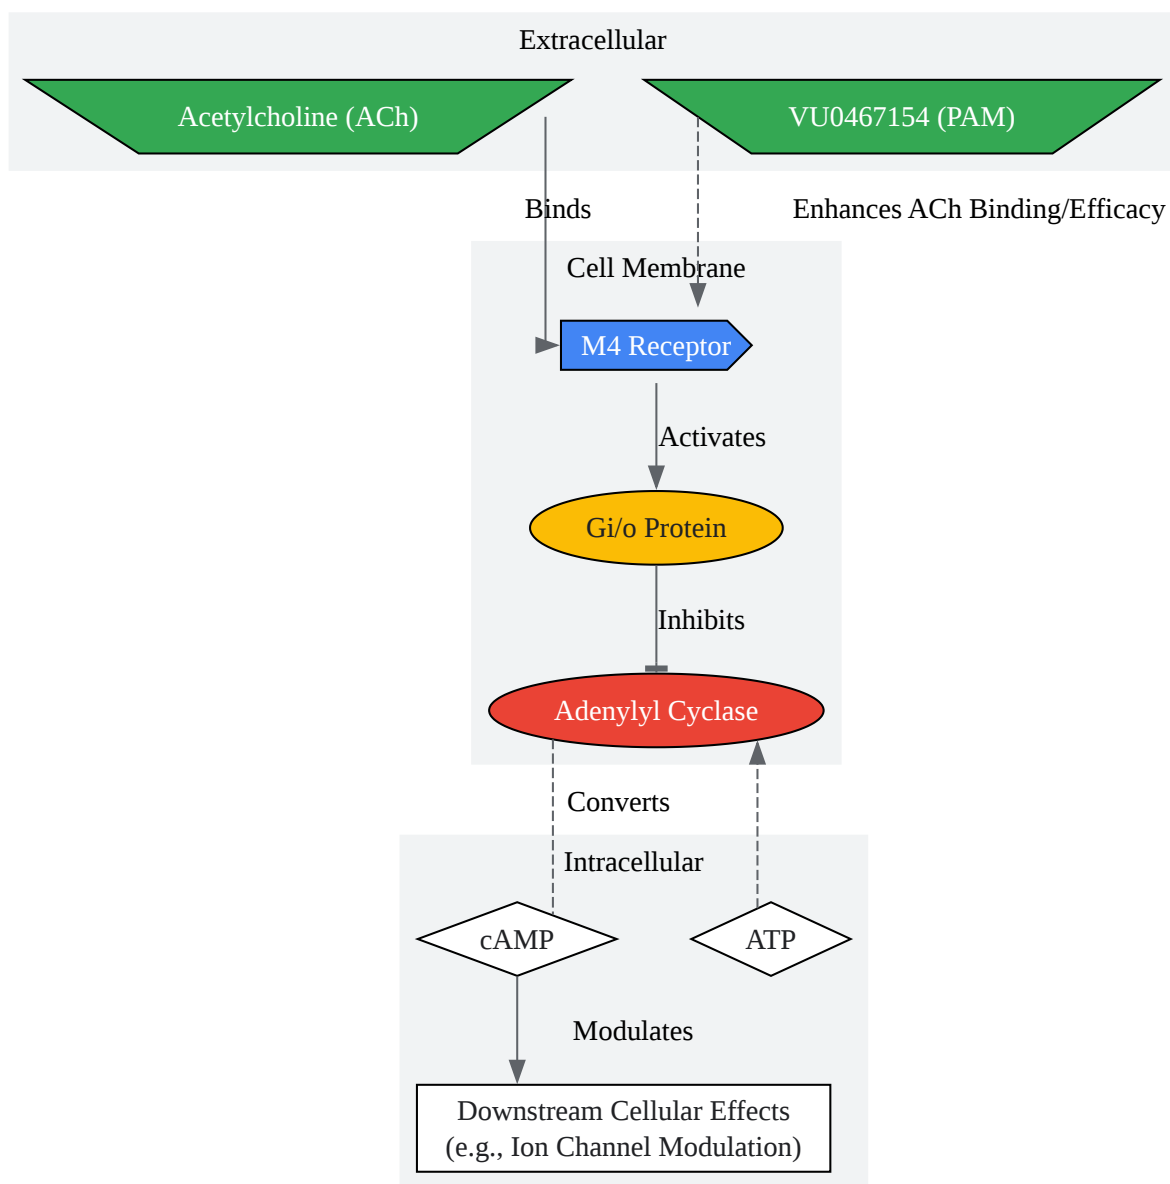 Extracellular
Acetylcholine (ACh)
VU0467154 (PAM)
Binds
Enhances ACh Binding/Efficacy
Cell Membrane
M4 Receptor
Activates
Gi/o Protein
Inhibits
Adenylyl Cyclase
Converts
Intracellular
cAMP
ATP
Modulates
Downstream Cellular Effects
(e.g., Ion Channel Modulation)